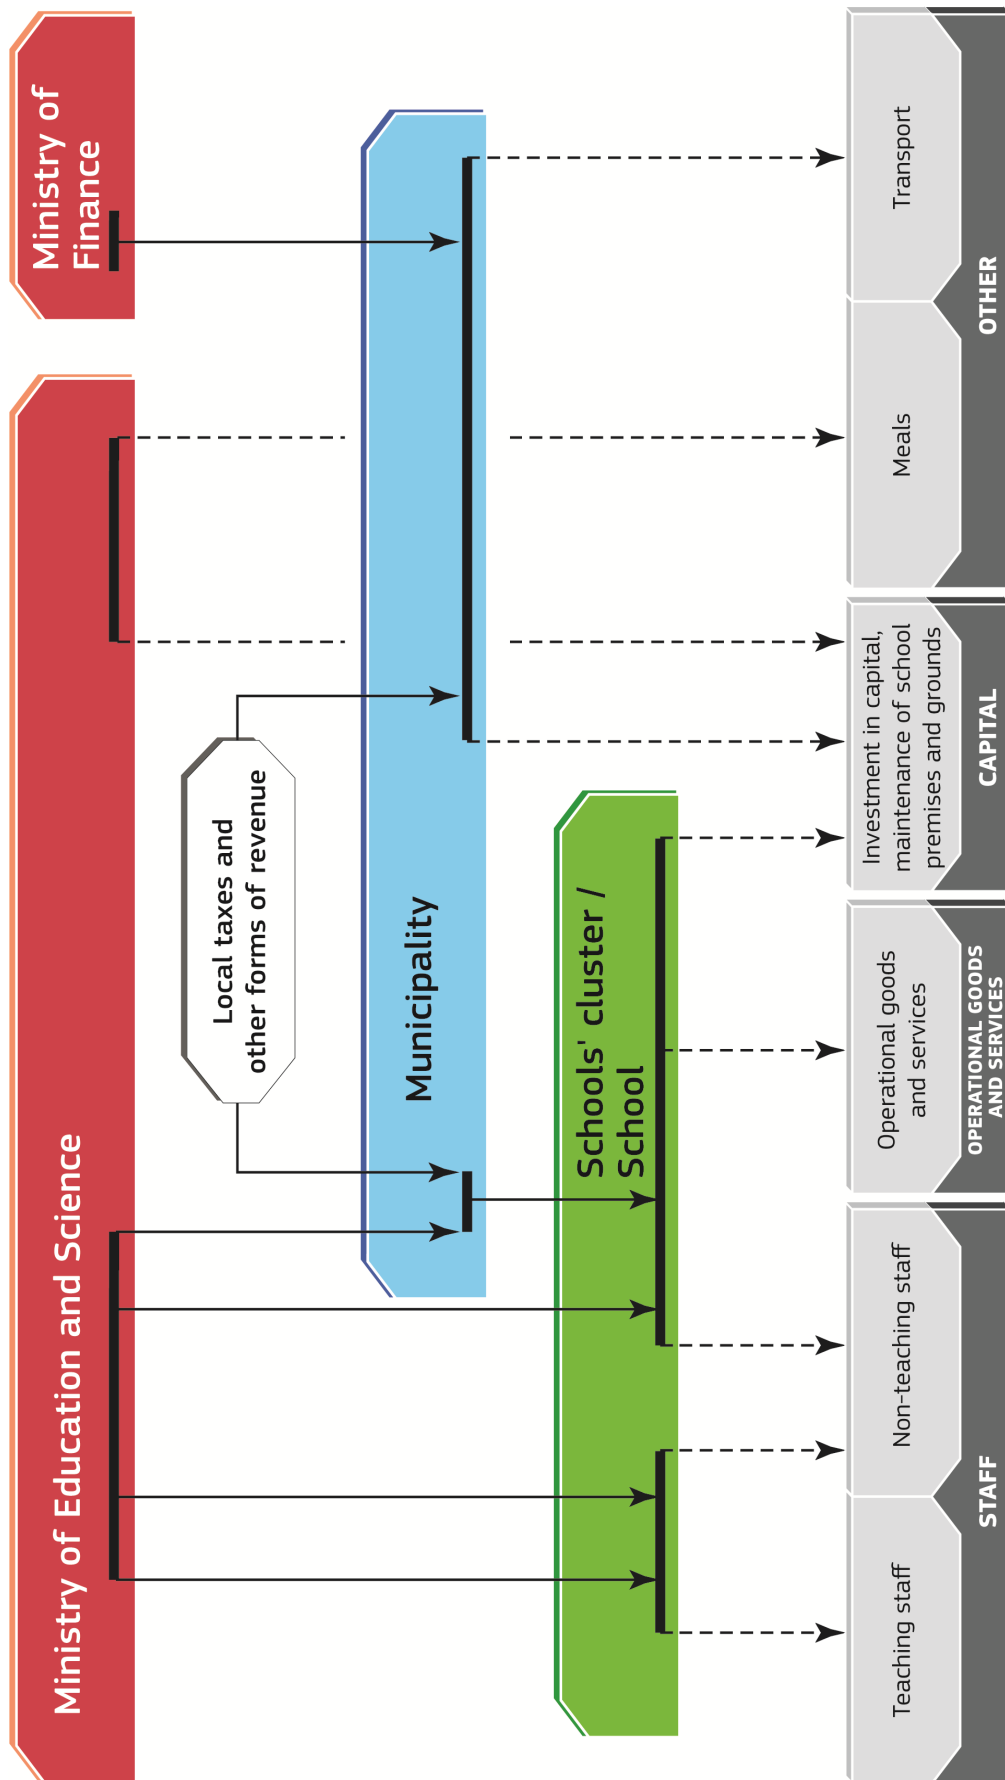 Ministry of Education and Science
Ministry of
Finance
Local taxes and
other forms of revenue
Municipality
Schools' cluster /
School
Teaching staff
Non-teaching staff
Operational goods
and services
Investment in capital,
maintenance of school
premises and grounds
Meals
Transport
STAFF
OPERATIONAL GOODS
AND SERVICES
CAPITAL
OTHER